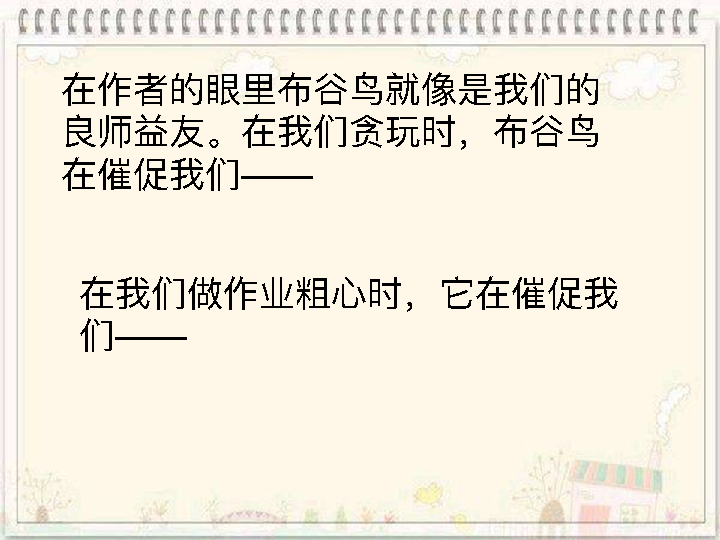 在作者的眼里布谷鸟就像是我们的
良师益友。在我们贪玩时，布谷鸟
在催促我们——
在我们做作业粗心时，它在催促我
们——